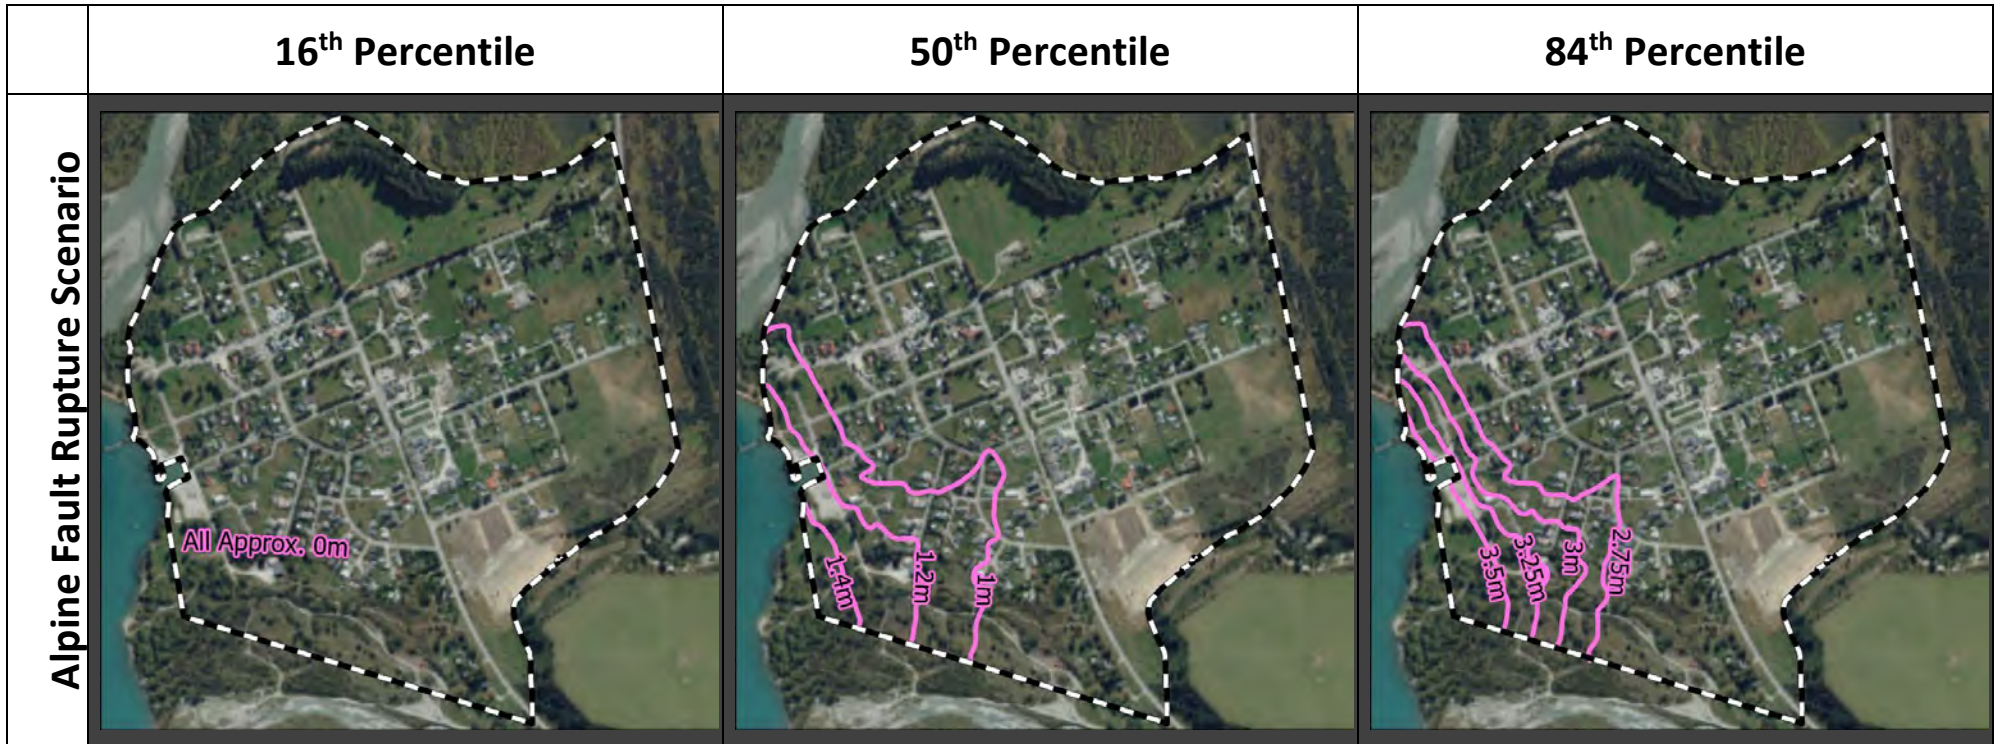 16th Percentile
50th Percentile
84th Percentile
Alpine Fault Rupture Scenario
All Approx. 0m
1.4m
1.2m
1m
3.5m
3.25m
3m
2.75m